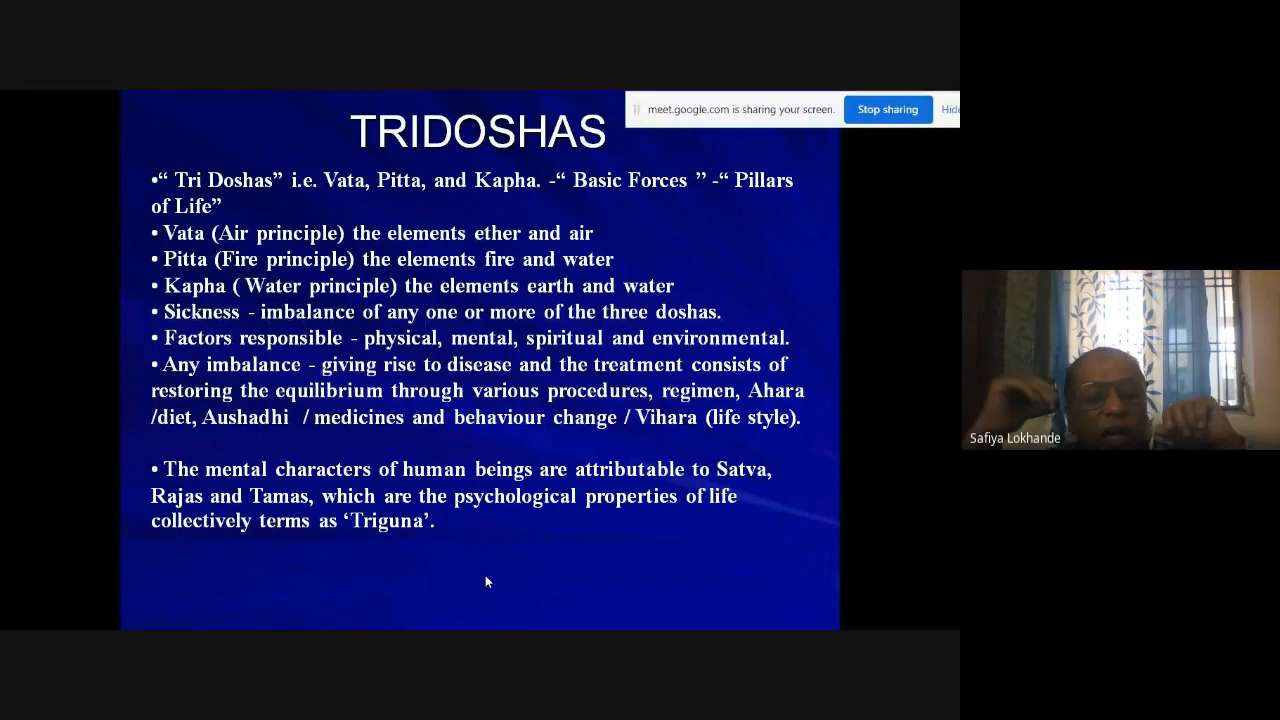 TRIDOSHAS
meet.google.com is sharing your screen.
Stop sharing
Hide
•“ Tri Doshas” i.e. Vata, Pitta, and Kapha. -“ Basic Forces ” -“ Pillars
of Life”
• Vata (Air principle) the elements ether and air
• Pitta (Fire principle) the elements fire and water
• Kapha ( Water principle) the elements earth and water
• Sickness - imbalance of any one or more of the three doshas.
• Factors responsible - physical, mental, spiritual and environmental.
• Any imbalance - giving rise to disease and the treatment consists of
restoring the equilibrium through various procedures, regimen, Ahara
/diet, Aushadhi / medicines and behaviour change / Vihara (life style).
• The mental characters of human beings are attributable to Satva,
Rajas and Tamas, which are the psychological properties of life
collectively terms as ‘Triguna’.
Safiya Lokhande